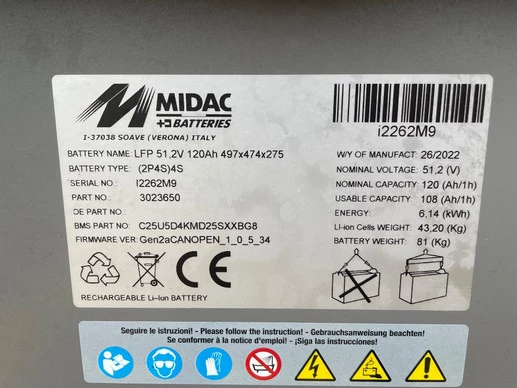 MIDAC
BATTERIES
I-37038 SOAVE (VERONA) ITALY
i2262M9
BATTERY NAME: LFP 51,2V 120Ah 497x474x275
BATTERY TYPE: (2P4S)4S
SERIAL NO.: I2262M9
PART NO.: 3023650
OE PART NO.:
BMS PART NO.: C25U5D4KMD25SXXBG8
FIRMWARE VER: Gen2aCANOPEN_1_0_5_34
W/Y OF MANUFACT: 26/2022
NOMINAL VOLTAGE: 51,2 (V)
NOMINAL CAPACITY: 120 (Ah/1h)
USABLE CAPACITY: 108 (Ah/1h)
ENERGY: 6,14 (kWh)
LI-ion Cells WEIGHT: 43,20 (Kg)
BATTERY WEIGHT: 81 (Kg)
CE
RECHARGEABLE Li-Ion BATTERY
Seguire le istruzioni! - Please follow the instruction! - Gebrauchsanweisung beachten!
Se conformer à la notice d'emploi! - ¡Siga las instrucciones!